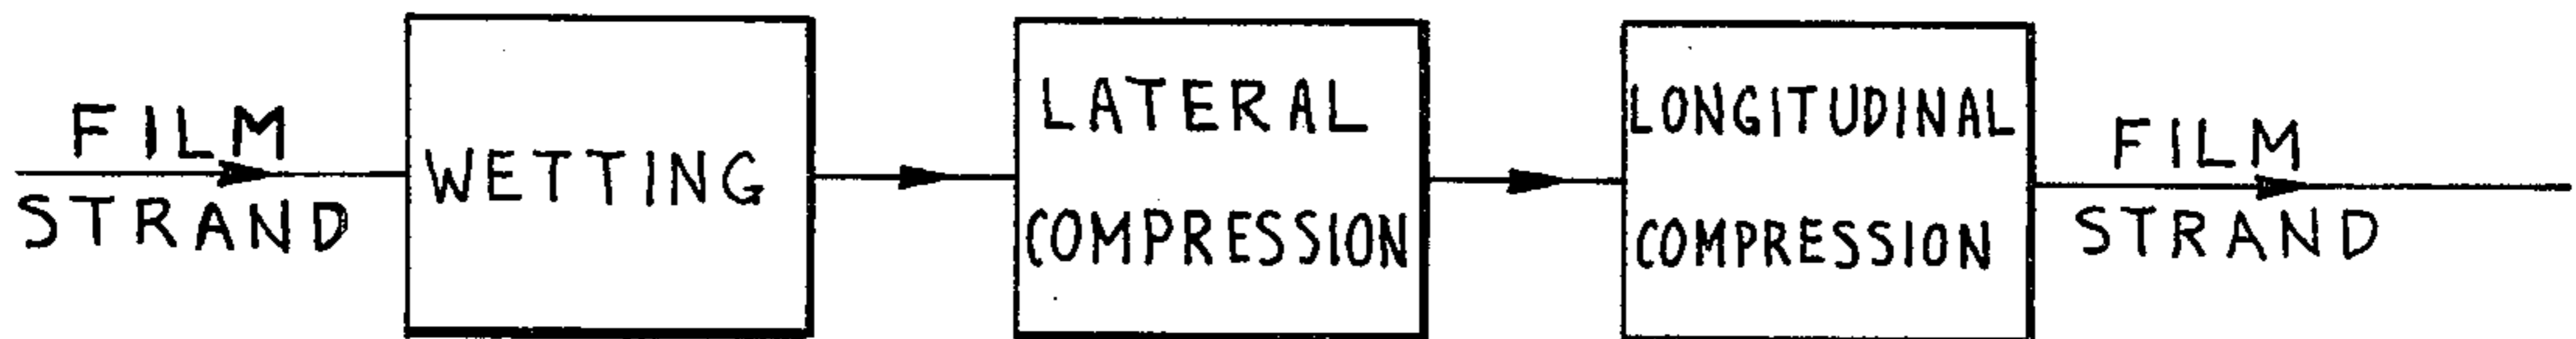 FILM
STRAND
WETTING
LATERAL
COMPRESSION
LONGITUDINAL
COMPRESSION
FILM
STRAND